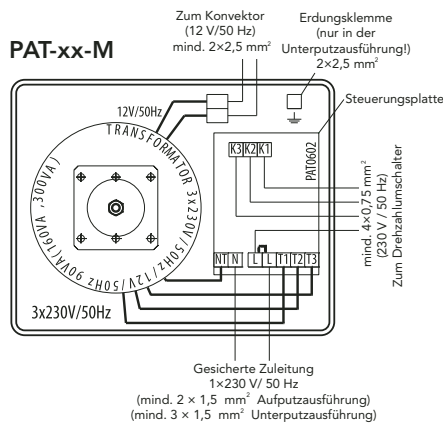 PAT-xx-M
Zum Konvektor
(12 V/50 Hz)
mind. 2×2,5 mm²
Erdungsklemme
(nur in der
Unterputzausführung!)
2×2,5 mm²
Steuerungsplatte
12V/50Hz
TRANSFORMATOR 3x230V/50Hz/12V/50Hz 90VA(160VA ,300VA)
K3 K2 K1
PAT0602
mind. 4×0,75 mm²
(230 V / 50 Hz)
Zum Drehzahlumschalter
NT N L L T1 T2 T3
3x230V/50Hz
Gesicherte Zuleitung
1×230 V/ 50 Hz
(mind. 2 × 1,5 mm² Aufputzausführung)
(mind. 3 × 1,5 mm² Unterputzausführung)